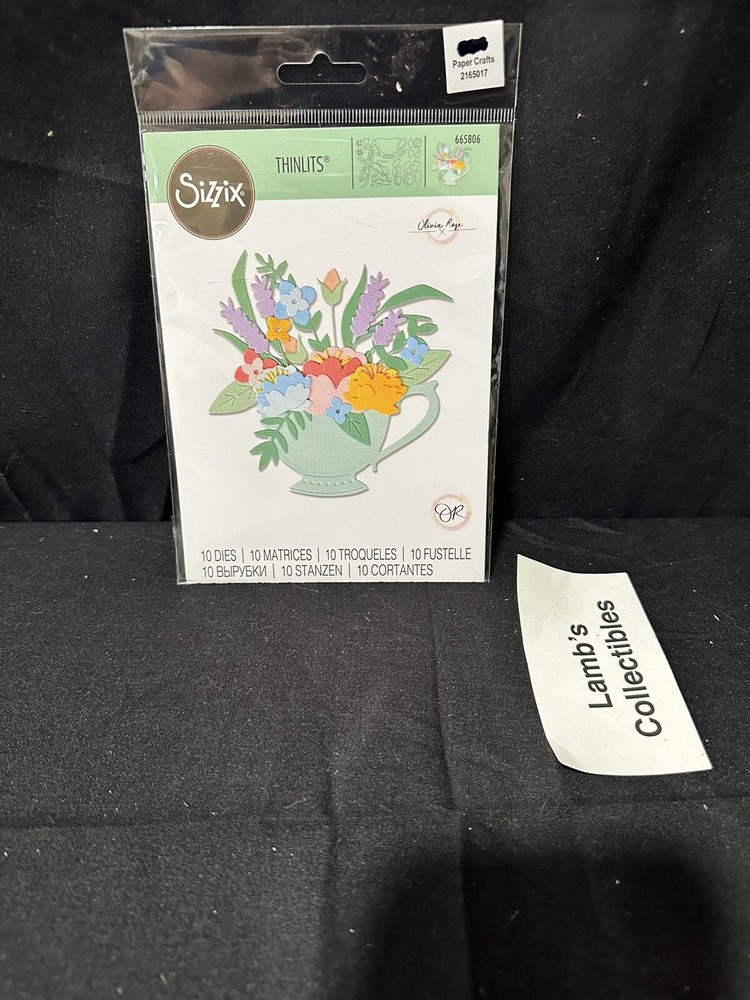 Paper Crafts
2165017
665806
THINLITS®
Sizzix
Olivia Rose
OR
10 DIES | 10 MATRICES | 10 TROQUELES | 10 FUSTELLE
10 ВЫРУБКИ | 10 STANZEN | 10 CORTANTES
Lamb's
Collectibles